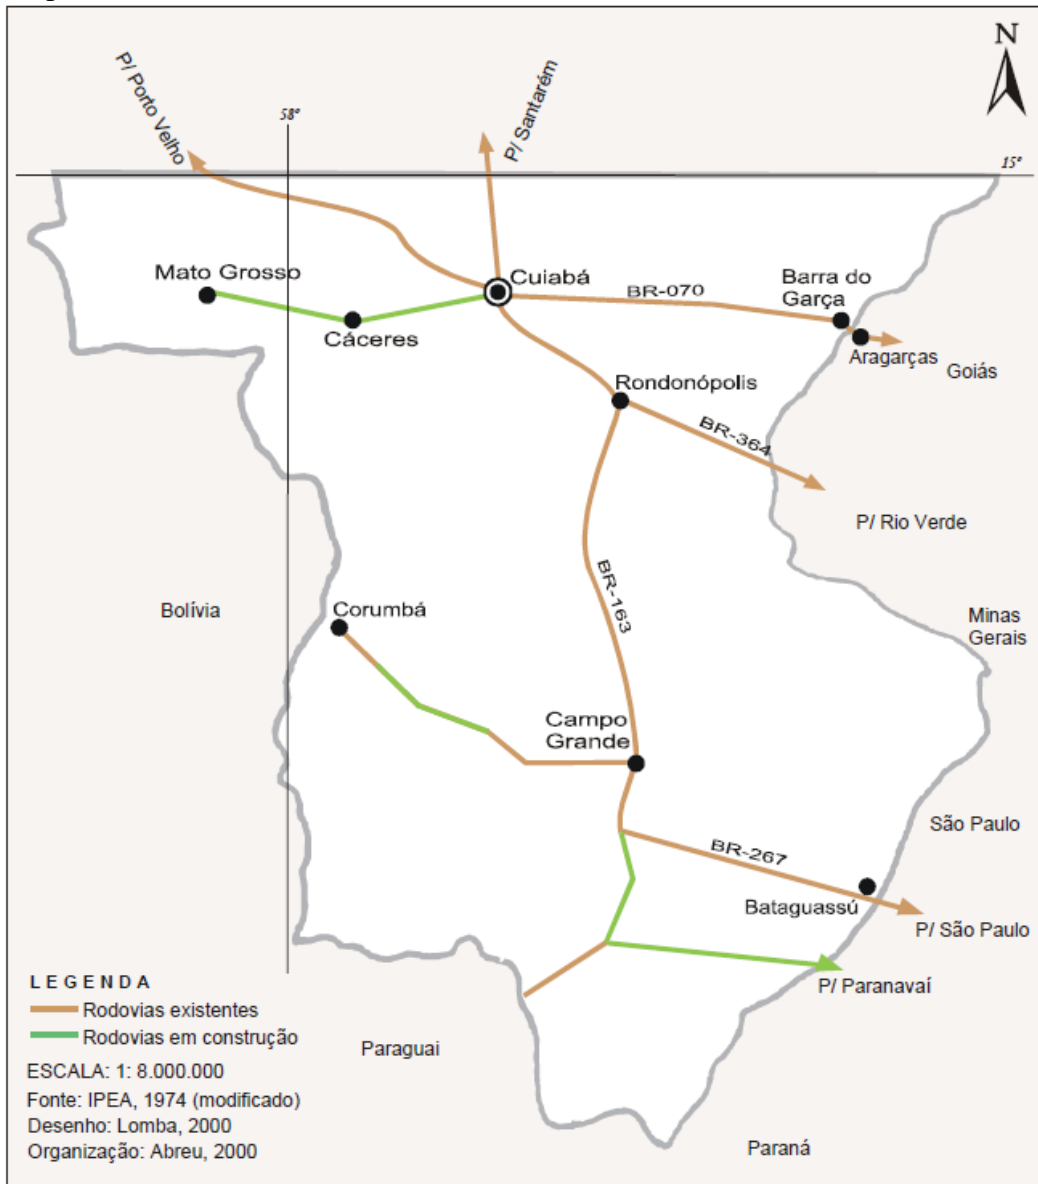 N
P/ Porto Velho
P/ Santarém
58º
15º
Mato Grosso
Cáceres
Cuiabá
BR-070
Barra do
Garça
Aragarças
Goiás
Rondonópolis
BR-364
P/ Rio Verde
BR-163
Bolívia
Corumbá
Minas
Gerais
Campo
Grande
São Paulo
BR-267
Bataguassú
P/ São Paulo
P/ Paranavaí
LEGENDA
Rodovias existentes
Rodovias em construção
Paraguai
ESCALA: 1: 8.000.000
Fonte: IPEA, 1974 (modificado)
Desenho: Lomba, 2000
Organização: Abreu, 2000
Paraná